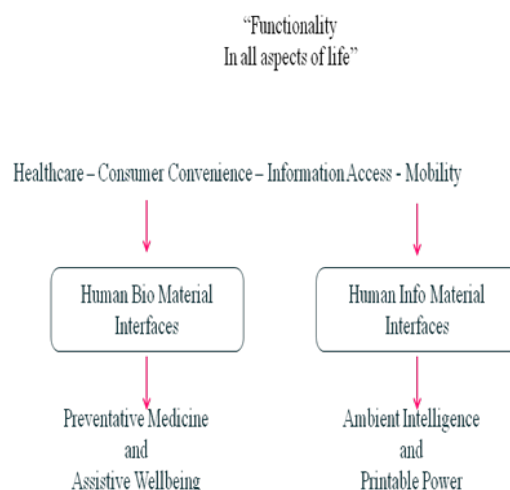 “Functionality
In all aspects of life”
Healthcare – Consumer Convenience – Information Access - Mobility
Human Bio Material
Interfaces
Human Info Material
Interfaces
Preventative Medicine
and
Assistive Wellbeing
Ambient Intelligence
and
Printable Power